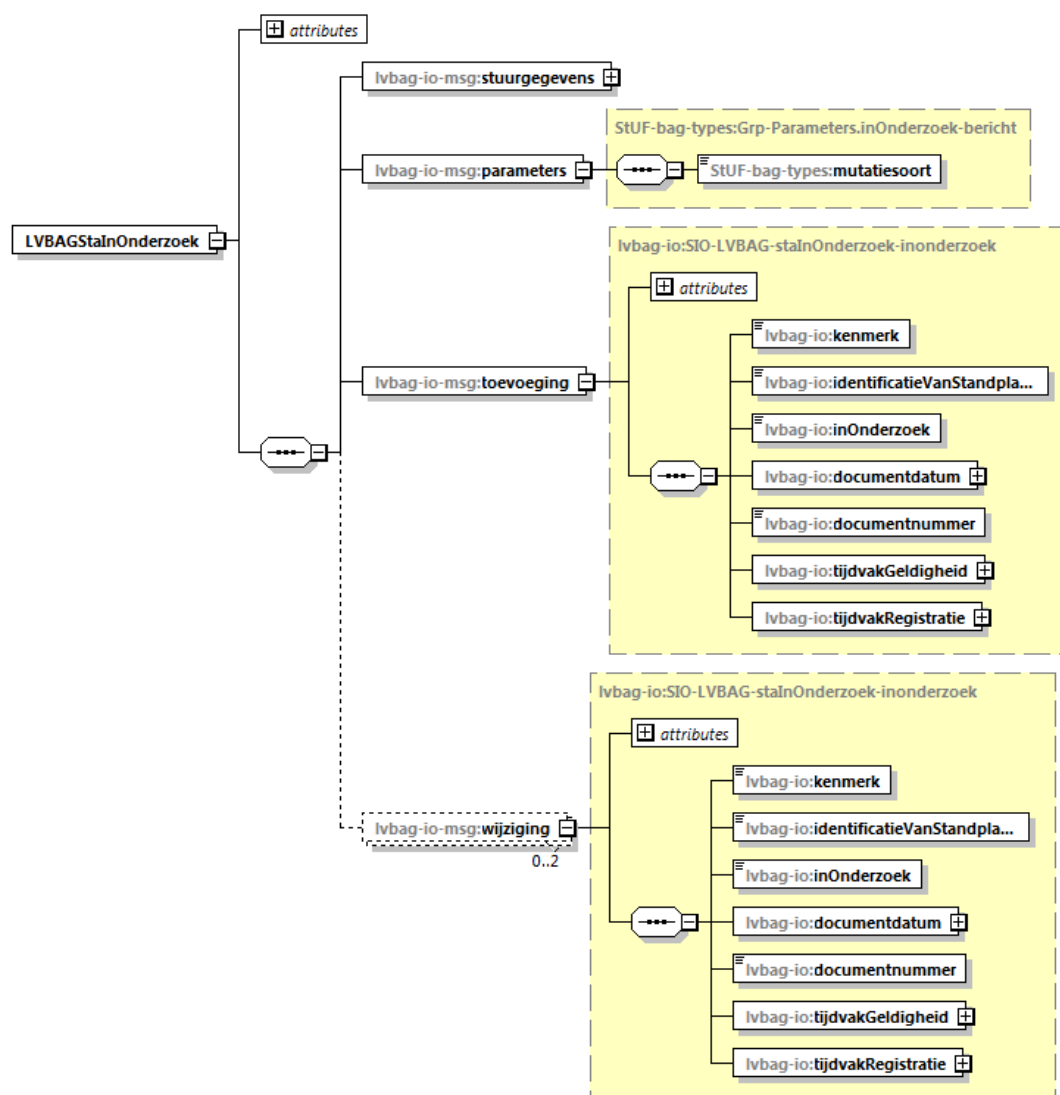 attributes
lvbag-io-msg:stuurgegevens
StUF-bag-types:Grp-Parameters.inOnderzoek-bericht
lvbag-io-msg:parameters
StUF-bag-types:mutatiesoort
LVBAGStaInOnderzoek
lvbag-io:SIO-LVBAG-staInOnderzoek-inonderzoek
attributes
lvbag-io:kenmerk
lvbag-io-msg:toevoeging
lvbag-io:identificatieVanStandpla...
lvbag-io:inOnderzoek
lvbag-io:documentdatum
lvbag-io:documentnummer
lvbag-io:tijdvakGeldigheid
lvbag-io:tijdvakRegistratie
lvbag-io:SIO-LVBAG-staInOnderzoek-inonderzoek
attributes
lvbag-io:kenmerk
lvbag-io-msg:wijziging
0..2
lvbag-io:identificatieVanStandpla...
lvbag-io:inOnderzoek
lvbag-io:documentdatum
lvbag-io:documentnummer
lvbag-io:tijdvakGeldigheid
lvbag-io:tijdvakRegistratie